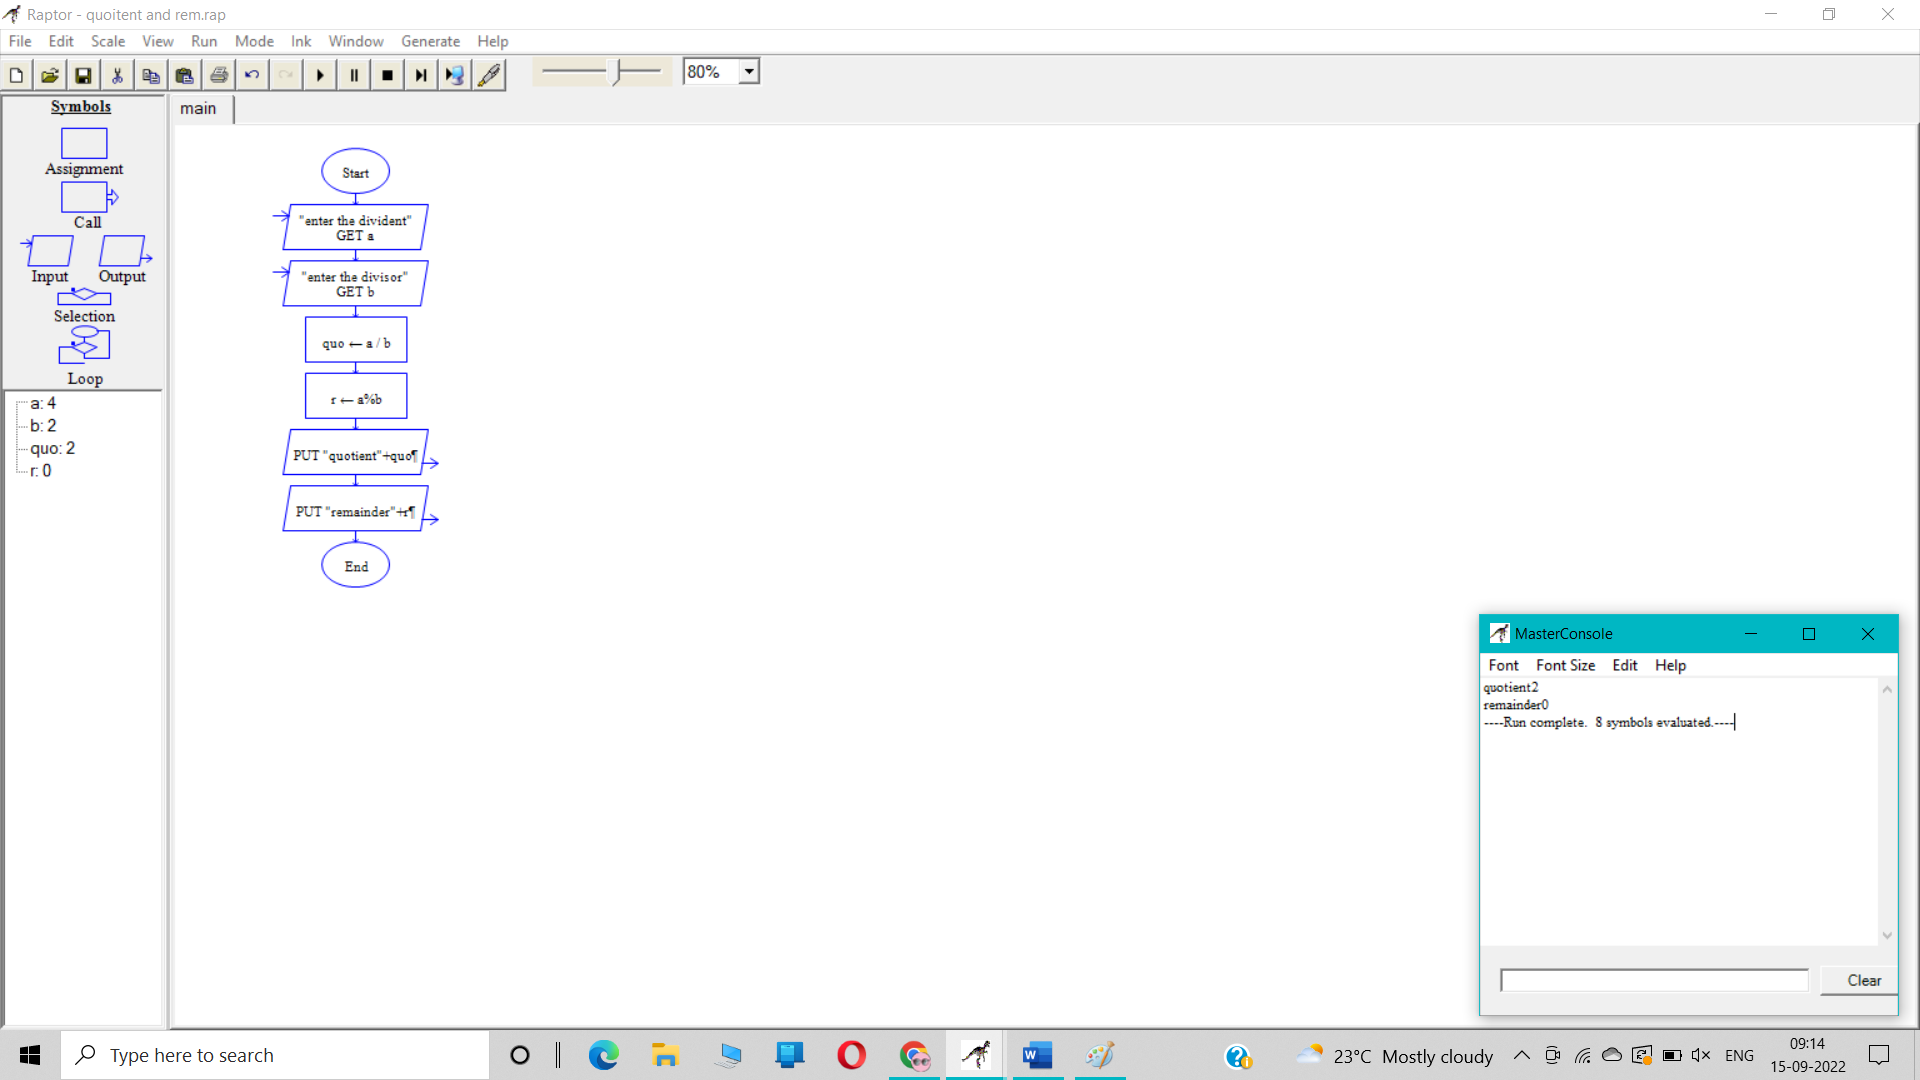 Raptor - quoitent and rem.rap
File Edit Scale View Run Mode Ink Window Generate Help
80%
Symbols
main
Assignment
Call
Input Output
Selection
Loop
a: 4
b: 2
quo: 2
r: 0
Start
"enter the divident"
GET a
"enter the divisor"
GET b
quo ← a / b
r ← a%b
PUT "quotient"+quo¶
PUT "remainder"+r¶
End
MasterConsole
Font Font Size Edit Help
quotient2
remainder0
----Run complete. 8 symbols evaluated.----
Clear
Type here to search
23°C Mostly cloudy
ENG
09:14
15-09-2022